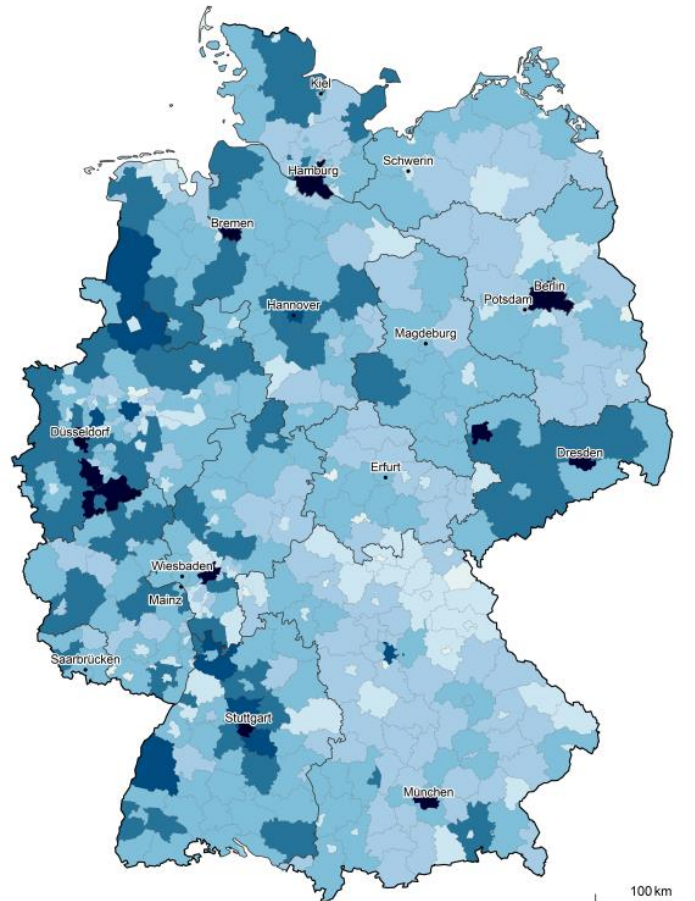 Kiel
Schwerin
Hamburg
Bremen
Berlin
Potsdam
Hannover
Magdeburg
Düsseldorf
Dresden
Erfurt
Wiesbaden
Mainz
Saarbrücken
Stuttgart
München
100 km